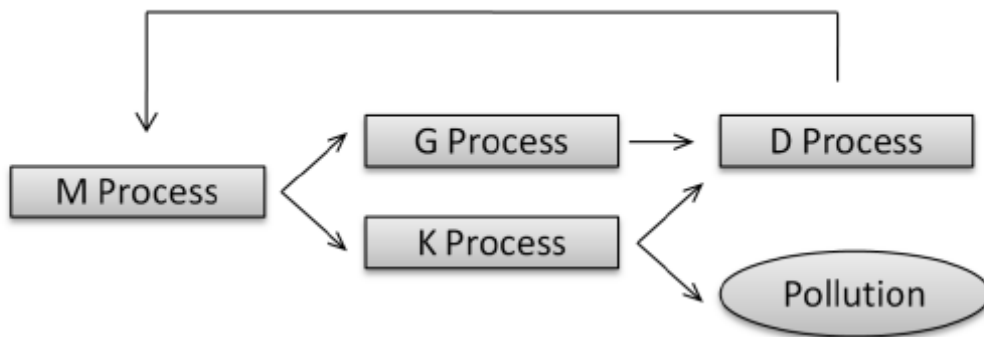 G Process
D Process
M Process
K Process
Pollution